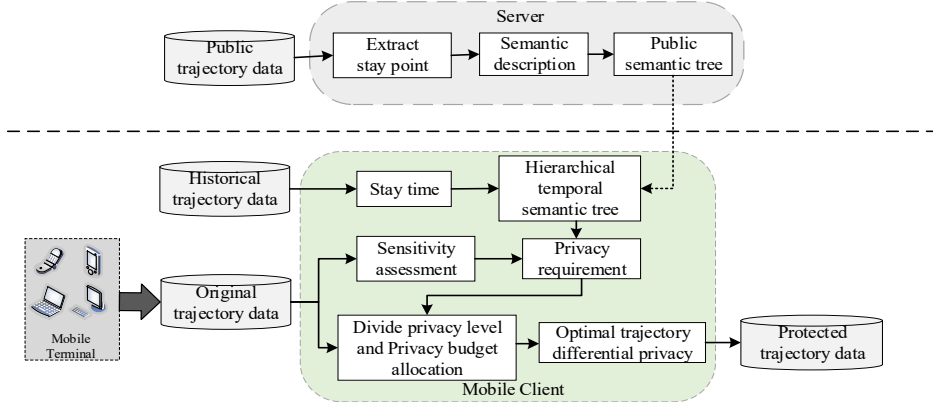 Server
Public
trajectory data
Extract
stay point
Semantic
description
Public
semantic tree
Historical
trajectory data
Stay time
Hierarchical
temporal
semantic tree
Sensitivity
assessment
Privacy
requirement
Mobile
Terminal
Original
trajectory data
Divide privacy level
and Privacy budget
allocation
Optimal trajectory
differential privacy
Protected
trajectory data
Mobile Client